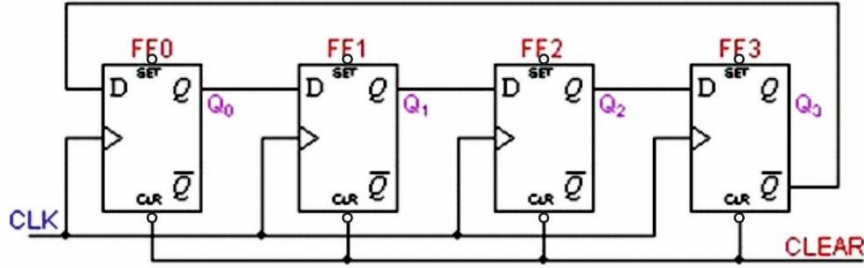 FF0 FF1 FF2 FF3
SET SET SET SET
D Q D Q D Q D Q
Q₀ Q₁ Q₂ Q₃
Q̅ Q̅ Q̅ Q̅
CLR CLR CLR CLR
CLK
CLEAR